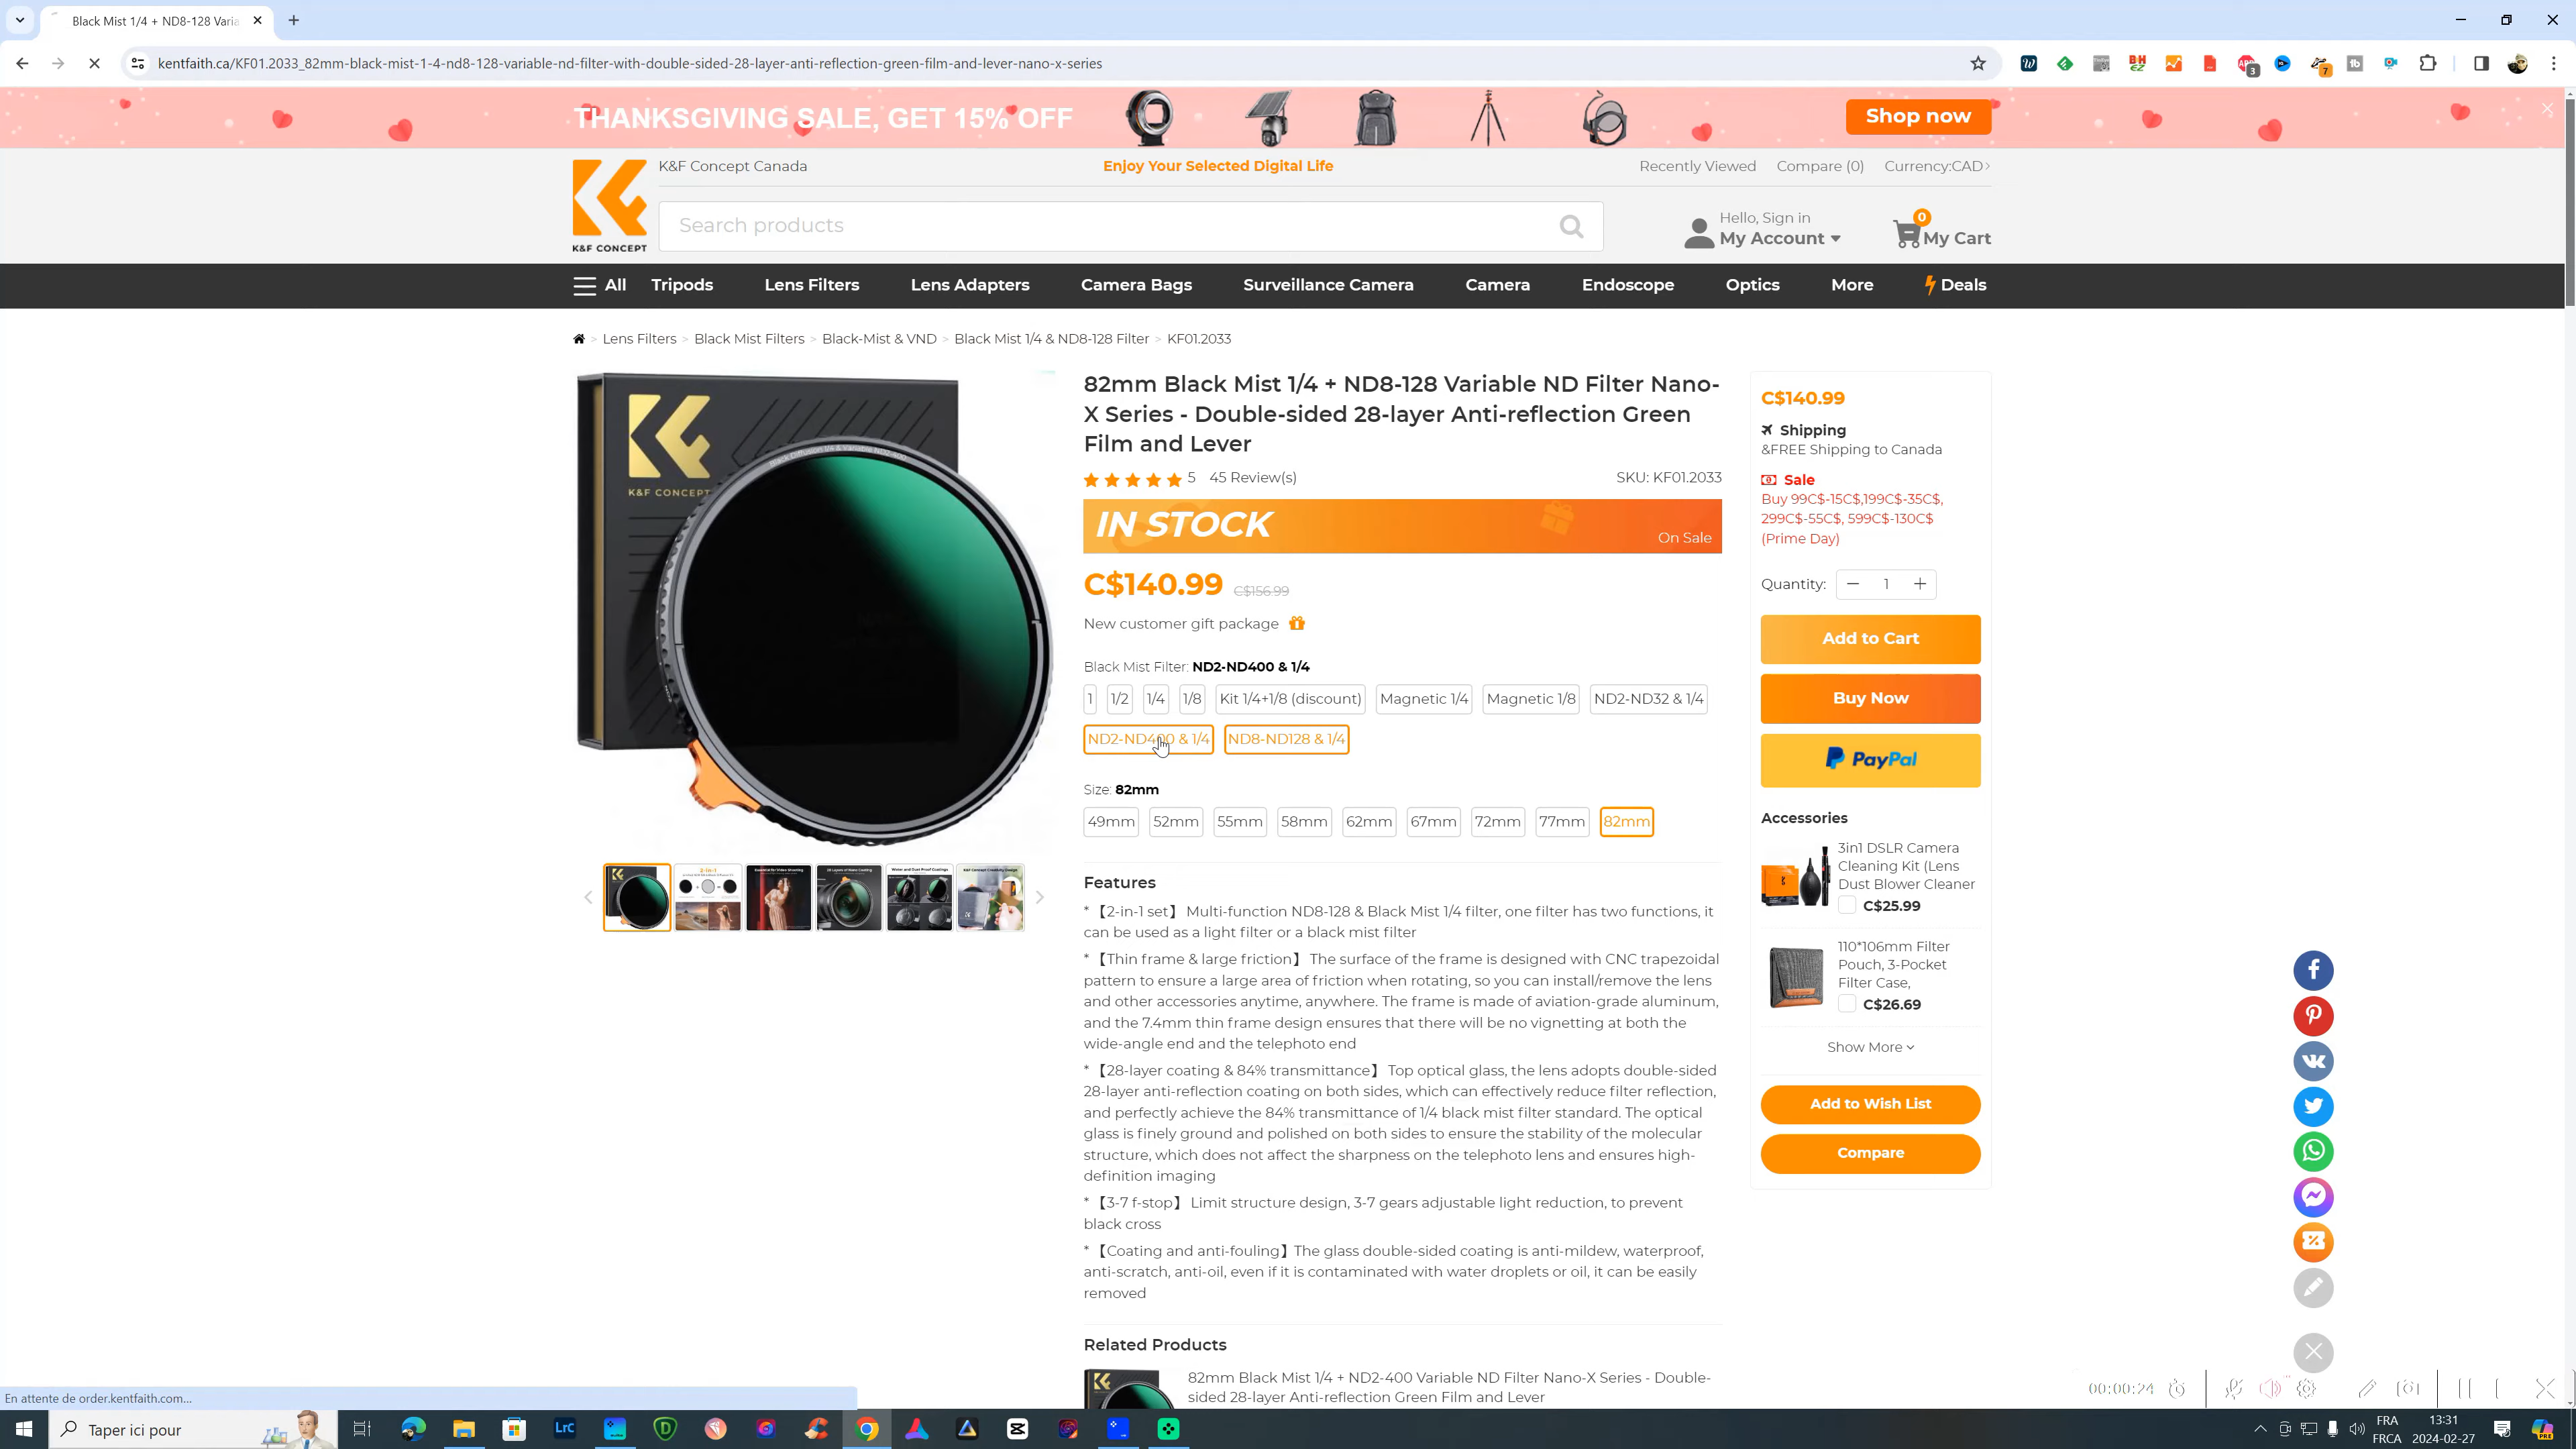 Black Mist 1/4 + ND8-128 Varia
kentfaith.ca/KF01.2033_82mm-black-mist-1-4-nd8-128-variable-nd-filter-with-double-sided-28-layer-anti-reflection-green-film-and-lever-nano-x-series
THANKSGIVING SALE, GET 15% OFF
Shop now
K&F CONCEPT
K&F Concept Canada
Enjoy Your Selected Digital Life
Recently Viewed
Compare (0)
Currency:CAD
Search products
Hello, Sign in
My Account
0
My Cart
All
Tripods
Lens Filters
Lens Adapters
Camera Bags
Surveillance Camera
Camera
Endoscope
Optics
More
Deals
> Lens Filters > Black Mist Filters > Black-Mist & VND > Black Mist 1/4 & ND8-128 Filter > KF01.2033
K&F CONCEPT
82mm Black Mist 1/4 + ND8-128 Variable ND Filter Nano-
X Series - Double-sided 28-layer Anti-reflection Green
Film and Lever
5 45 Review(s)
SKU: KF01.2033
IN STOCK
On Sale
C$140.99 C$156.99
New customer gift package
Black Mist Filter: ND2-ND400 & 1/4
1 1/2 1/4 1/8 Kit 1/4+1/8 (discount) Magnetic 1/4 Magnetic 1/8 ND2-ND32 & 1/4
ND2-ND400 & 1/4 ND8-ND128 & 1/4
Size: 82mm
49mm 52mm 55mm 58mm 62mm 67mm 72mm 77mm 82mm
Features
* 【2-in-1 set】 Multi-function ND8-128 & Black Mist 1/4 filter, one filter has two functions, it
can be used as a light filter or a black mist filter
* 【Thin frame & large friction】 The surface of the frame is designed with CNC trapezoidal
pattern to ensure a large area of friction when rotating, so you can install/remove the lens
and other accessories anytime, anywhere. The frame is made of aviation-grade aluminum,
and the 7.4mm thin frame design ensures that there will be no vignetting at both the
wide-angle end and the telephoto end
* 【28-layer coating & 84% transmittance】 Top optical glass, the lens adopts double-sided
28-layer anti-reflection coating on both sides, which can effectively reduce filter reflection,
and perfectly achieve the 84% transmittance of 1/4 black mist filter standard. The optical
glass is finely ground and polished on both sides to ensure the stability of the molecular
structure, which does not affect the sharpness on the telephoto lens and ensures high-
definition imaging
* 【3-7 f-stop】 Limit structure design, 3-7 gears adjustable light reduction, to prevent
black cross
* 【Coating and anti-fouling】The glass double-sided coating is anti-mildew, waterproof,
anti-scratch, anti-oil, even if it is contaminated with water droplets or oil, it can be easily
removed
Related Products
82mm Black Mist 1/4 + ND2-400 Variable ND Filter Nano-X Series - Double-
sided 28-layer Anti-reflection Green Film and Lever
C$140.99
Shipping
&FREE Shipping to Canada
Sale
Buy 99C$-15C$,199C$-35C$,
299C$-55C$, 599C$-130C$
(Prime Day)
Quantity: 1
Add to Cart
Buy Now
PayPal
Accessories
3in1 DSLR Camera
Cleaning Kit (Lens
Dust Blower Cleaner
C$25.99
110*106mm Filter
Pouch, 3-Pocket
Filter Case,
C$26.69
Show More
Add to Wish List
Compare
00:00:24
En attente de order.kentfaith.com...
Taper ici pour
LrC
FRA
FRCA
13:31
2024-02-27